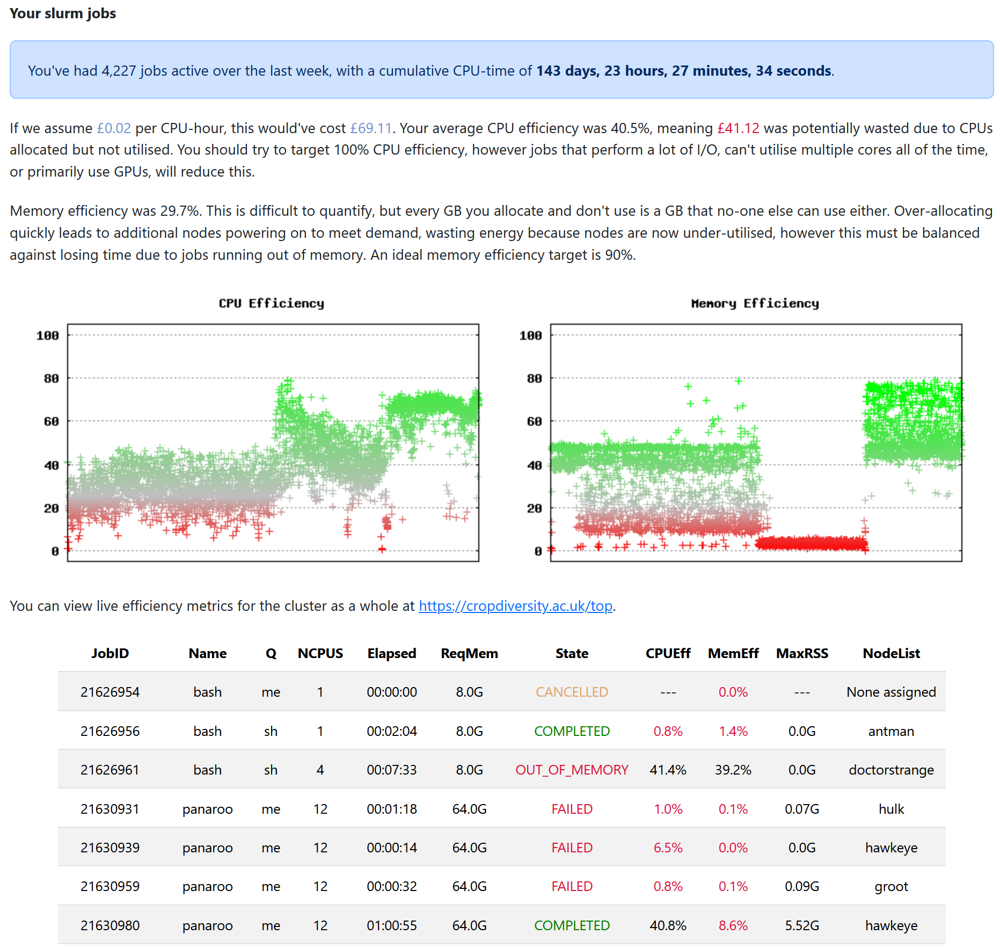 Your slurm jobs
You've had 4,227 jobs active over the last week, with a cumulative CPU-time of 143 days, 23 hours, 27 minutes, 34 seconds.
If we assume £0.02 per CPU-hour, this would've cost £69.11. Your average CPU efficiency was 40.5%, meaning £41.12 was potentially wasted due to CPUs
allocated but not utilised. You should try to target 100% CPU efficiency, however jobs that perform a lot of I/O, can't utilise multiple cores all of the time,
or primarily use GPUs, will reduce this.
Memory efficiency was 29.7%. This is difficult to quantify, but every GB you allocate and don't use is a GB that no-one else can use either. Over-allocating
quickly leads to additional nodes powering on to meet demand, wasting energy because nodes are now under-utilised, however this must be balanced
against losing time due to jobs running out of memory. An ideal memory efficiency target is 90%.
CPU Efficiency
100
80
60
40
20
0
Memory Efficiency
100
80
60
40
20
0
You can view live efficiency metrics for the cluster as a whole at https://cropdiversity.ac.uk/top.
JobID Name Q NCPUS Elapsed ReqMem State CPUEff MemEff MaxRSS NodeList
21626954 bash me 1 00:00:00 8.0G CANCELLED --- 0.0% --- None assigned
21626956 bash sh 1 00:02:04 8.0G COMPLETED 0.8% 1.4% 0.0G antman
21626961 bash sh 4 00:07:33 8.0G OUT_OF_MEMORY 41.4% 39.2% 0.0G doctorstrange
21630931 panaroo me 12 00:01:18 64.0G FAILED 1.0% 0.1% 0.07G hulk
21630939 panaroo me 12 00:00:14 64.0G FAILED 6.5% 0.0% 0.0G hawkeye
21630959 panaroo me 12 00:00:32 64.0G FAILED 0.8% 0.1% 0.09G groot
21630980 panaroo me 12 01:00:55 64.0G COMPLETED 40.8% 8.6% 5.52G hawkeye